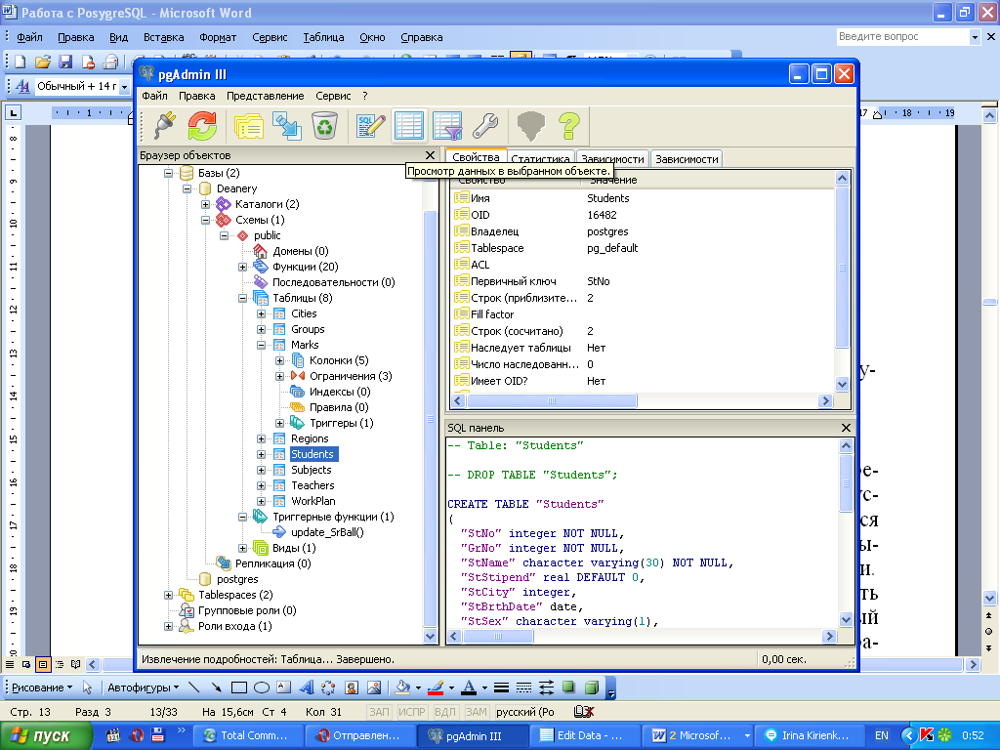 Работа с PosygreSQL - Microsoft Word
Файл Правка Вид Вставка Формат Сервис Таблица Окно Справка
Введите вопрос
Обычный + 14 г
pgAdmin III
Файл Правка Представление Сервис ?
Браузер объектов
Свойства Статистика Зависимости Зависимости
Просмотр данных в выбранном объекте.
Базы (2)
Deanery
Каталоги (2)
Схемы (1)
public
Домены (0)
Функции (20)
Последовательности (0)
Таблицы (8)
Cities
Groups
Marks
Колонки (5)
Ограничения (3)
Индексы (0)
Правила (0)
Триггеры (1)
Regions
Students
Subjects
Teachers
WorkPlan
Триггерные функции (1)
update_SrBall()
Виды (1)
Репликация (0)
postgres
Tablespaces (2)
Групповые роли (0)
Роли входа (1)
Свойство Значение
Имя Students
OID 16482
Владелец postgres
Tablespace pg_default
ACL
Первичный ключ StNo
Строк (приблизите... 2
Fill factor
Строк (сосчитано) 2
Наследует таблицы Нет
Число наследованн... 0
Имеет OID? Нет
SQL панель
-- Table: "Students"
-- DROP TABLE "Students";
CREATE TABLE "Students"
(
"StNo" integer NOT NULL,
"GrNo" integer NOT NULL,
"StName" character varying(30) NOT NULL,
"StStipend" real DEFAULT 0,
"StCity" integer,
"StBrthDate" date,
"StSex" character varying(1),
Извлечение подробностей: Таблица... Завершено. 0,00 сек.
Рисование Автофигуры
Стр. 13 Разд 3 13/33 На 15,6см Ст 4 Кол 31 ЗАП ИСПР ВДЛ ЗАМ русский (Ро
пуск Total Comm... Отправлен... pgAdmin III Edit Data - ... 2 Microsof... Irina Kirienk... EN 0:52